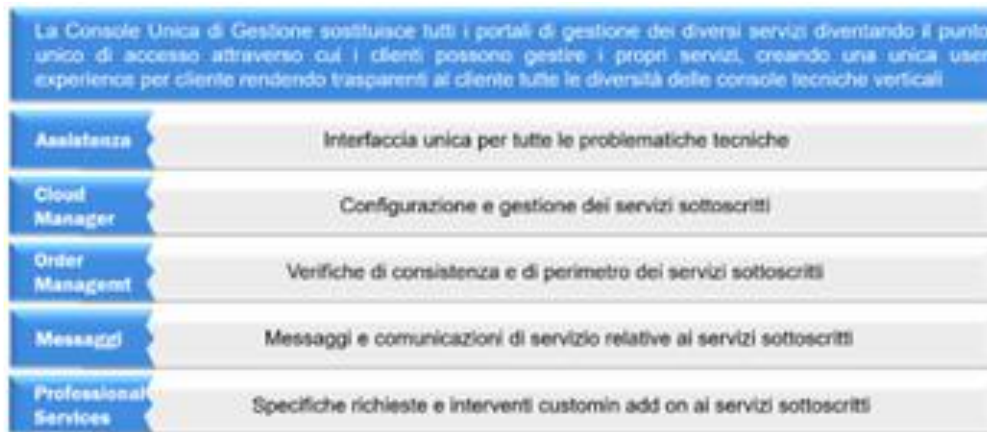 La Console Unica di Gestione sostituisce tutti i portali di gestione dei diversi servizi diventando il punto
unico di accesso attraverso cui i clienti possono gestire i propri servizi, creando una unica user
experience per cliente rendendo trasparenti al cliente tutte le diversità delle console tecniche verticali
Assistenza
Interfaccia unica per tutte le problematiche tecniche
Cloud
Manager
Configurazione e gestione dei servizi sottoscritti
Order
Managemt
Verifiche di consistenza e di perimetro dei servizi sottoscritti
Messaggi
Messaggi e comunicazioni di servizio relative ai servizi sottoscritti
Professional
Services
Specifiche richieste e interventi customin add on ai servizi sottoscritti